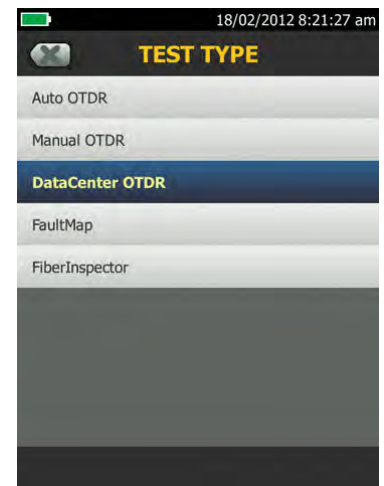 18/02/2012 8:21:27 am
TEST TYPE
Auto OTDR
Manual OTDR
DataCenter OTDR
FaultMap
FiberInspector